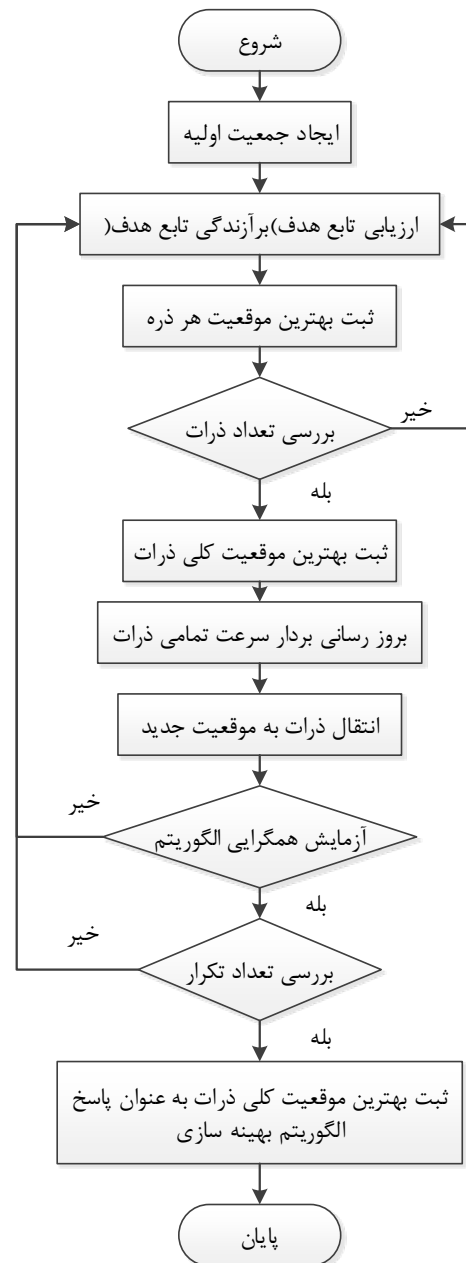 شروع
ایجاد جمعیت اولیه
ارزیابی تابع هدف)برآزندگی تابع هدف(
ثبت بهترین موقعیت هر ذره
بررسی تعداد ذرات
خیر
بله
ثبت بهترین موقعیت کلی ذرات
بروز رسانی بردار سرعت تمامی ذرات
انتقال ذرات به موقعیت جدید
خیر
آزمایش همگرایی الگوریتم
بله
خیر
بررسی تعداد تکرار
بله
ثبت بهترین موقعیت کلی ذرات به عنوان پاسخ
الگوریتم بهینه سازی
پایان